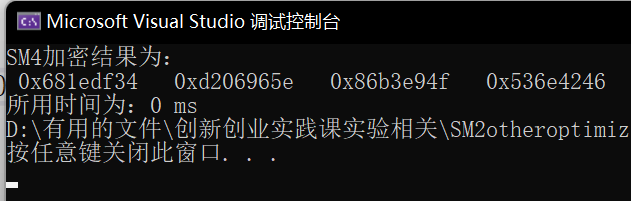 Microsoft Visual Studio 调试控制台
SM4加密结果为:
0x681edf34 0xd206965e 0x86b3e94f 0x536e4246
所用时间为: 0 ms
D:\有用的文件\创新创业实践课实验相关\SM2otheroptimiz
按任意键关闭此窗口. . .